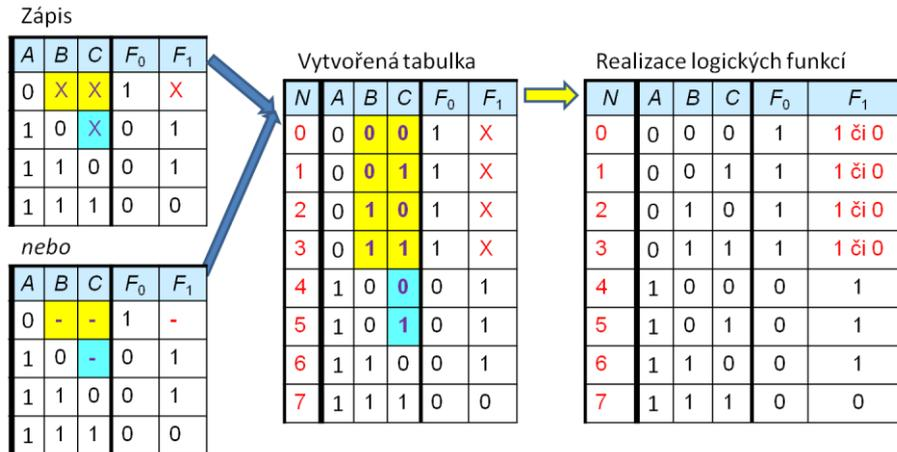 Zápis
A B C F0 F1
0 X X 1 X
1 0 X 0 1
1 1 0 0 1
1 1 1 0 0
nebo
A B C F0 F1
0 - - 1 -
1 0 - 0 1
1 1 0 0 1
1 1 1 0 0
Vytvořená tabulka
N A B C F0 F1
0 0 0 0 1 X
1 0 0 1 1 X
2 0 1 0 1 X
3 0 1 1 1 X
4 1 0 0 0 1
5 1 0 1 0 1
6 1 1 0 0 1
7 1 1 1 0 0
Realizace logických funkcí
N A B C F0 F1
0 0 0 0 1 1 či 0
1 0 0 1 1 1 či 0
2 0 1 0 1 1 či 0
3 0 1 1 1 1 či 0
4 1 0 0 0 1
5 1 0 1 0 1
6 1 1 0 0 1
7 1 1 1 0 0